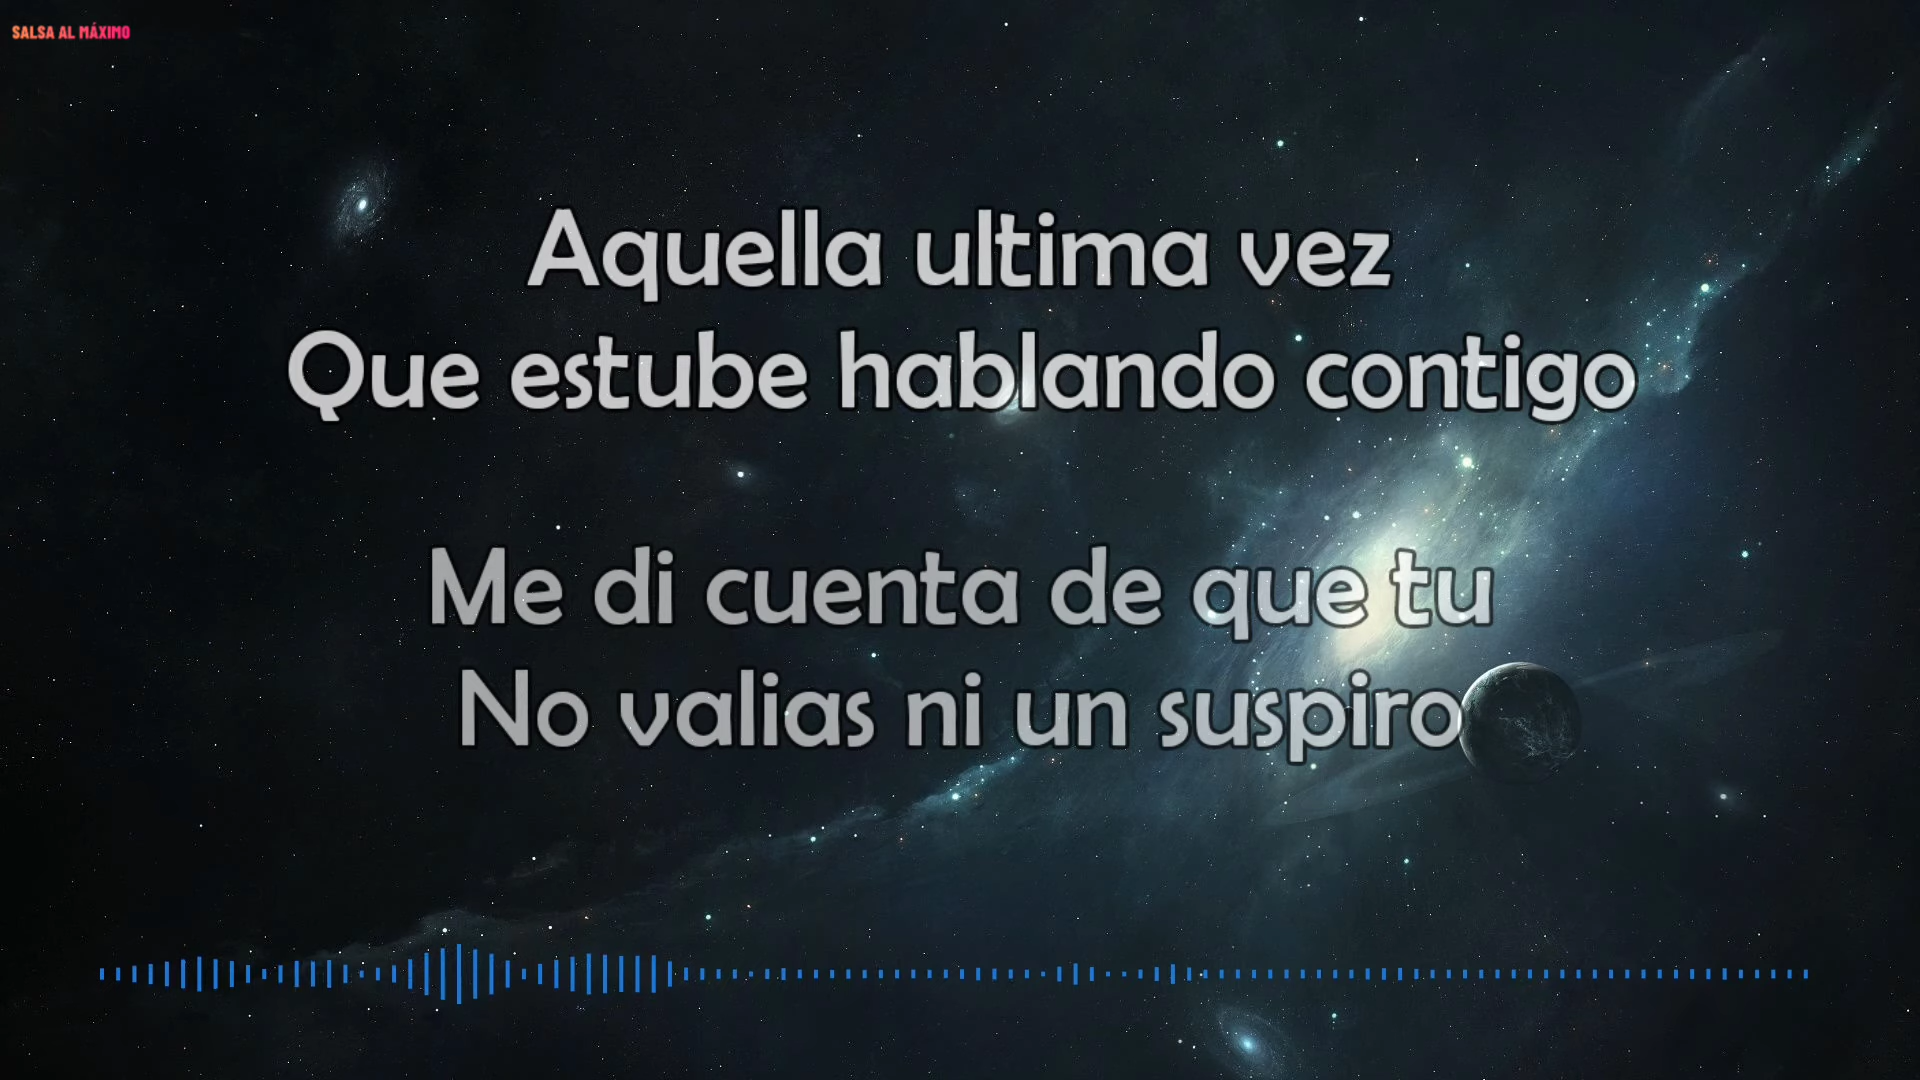 SALSA AL MÁXIMO
Aquella ultima vez
Que estube hablando contigo
Me di cuenta de que tu
No valias ni un suspiro